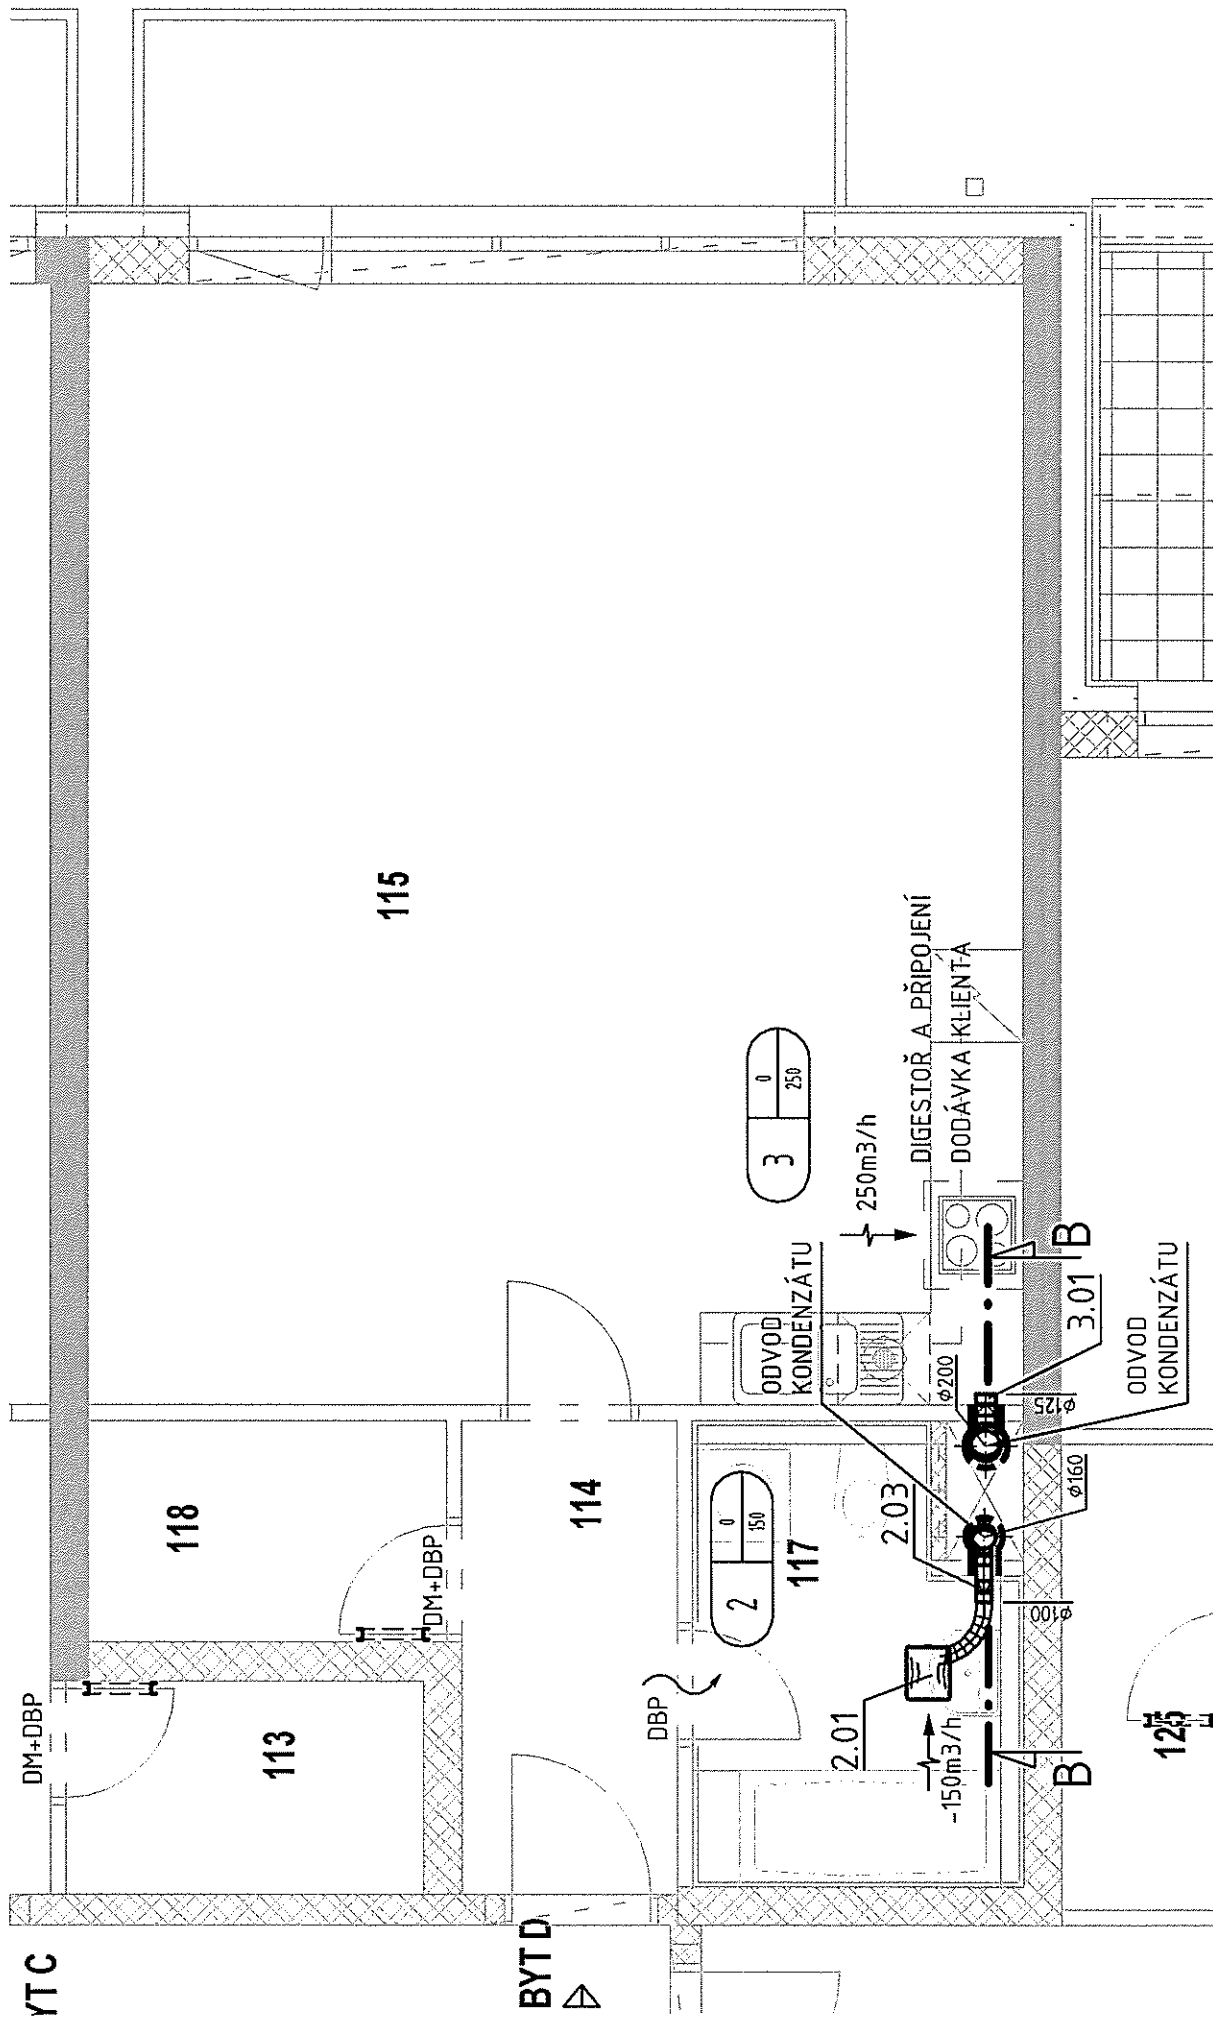 YT C
BYT D
DM+DBP
113
118
DM+DBP
114
115
DBP
2
0
150
117
2.01
-150m3/h
2.03
ø100
ø160
ODVOD
KONDENZÁTU
ø200
ø125
3.01
B
B
ODVOD
KONDENZÁTU
250m3/h
3
0
250
DIGESTOŘ A PŘIPOJENÍ
DODÁVKA KLIENTA
125